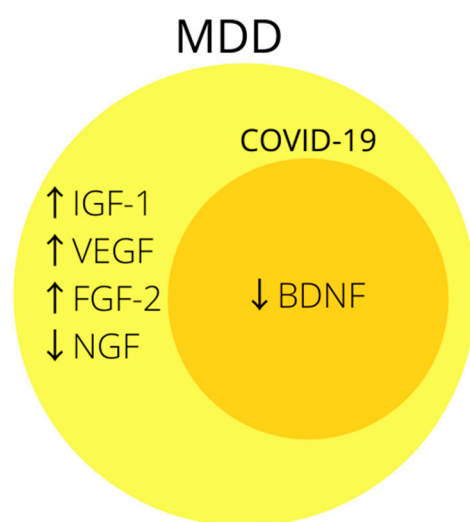 MDD
COVID-19
↑ IGF-1
↑ VEGF
↑ FGF-2
↓ NGF
↓ BDNF